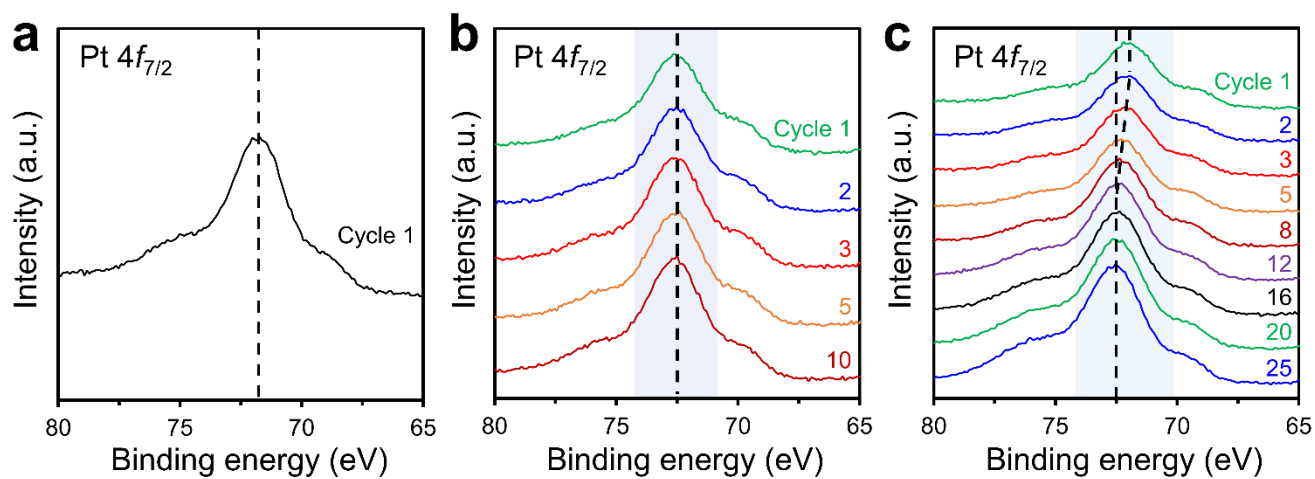 a
Pt 4f7/2
Cycle 1
Intensity (a.u.)
80
75
70
65
Binding energy (eV)
b
Pt 4f7/2
Cycle 1
2
3
5
10
Intensity (a.u.)
80
75
70
65
Binding energy (eV)
c
Pt 4f7/2
Cycle 1
2
3
5
8
12
16
20
25
Intensity (a.u.)
80
75
70
65
Binding energy (eV)